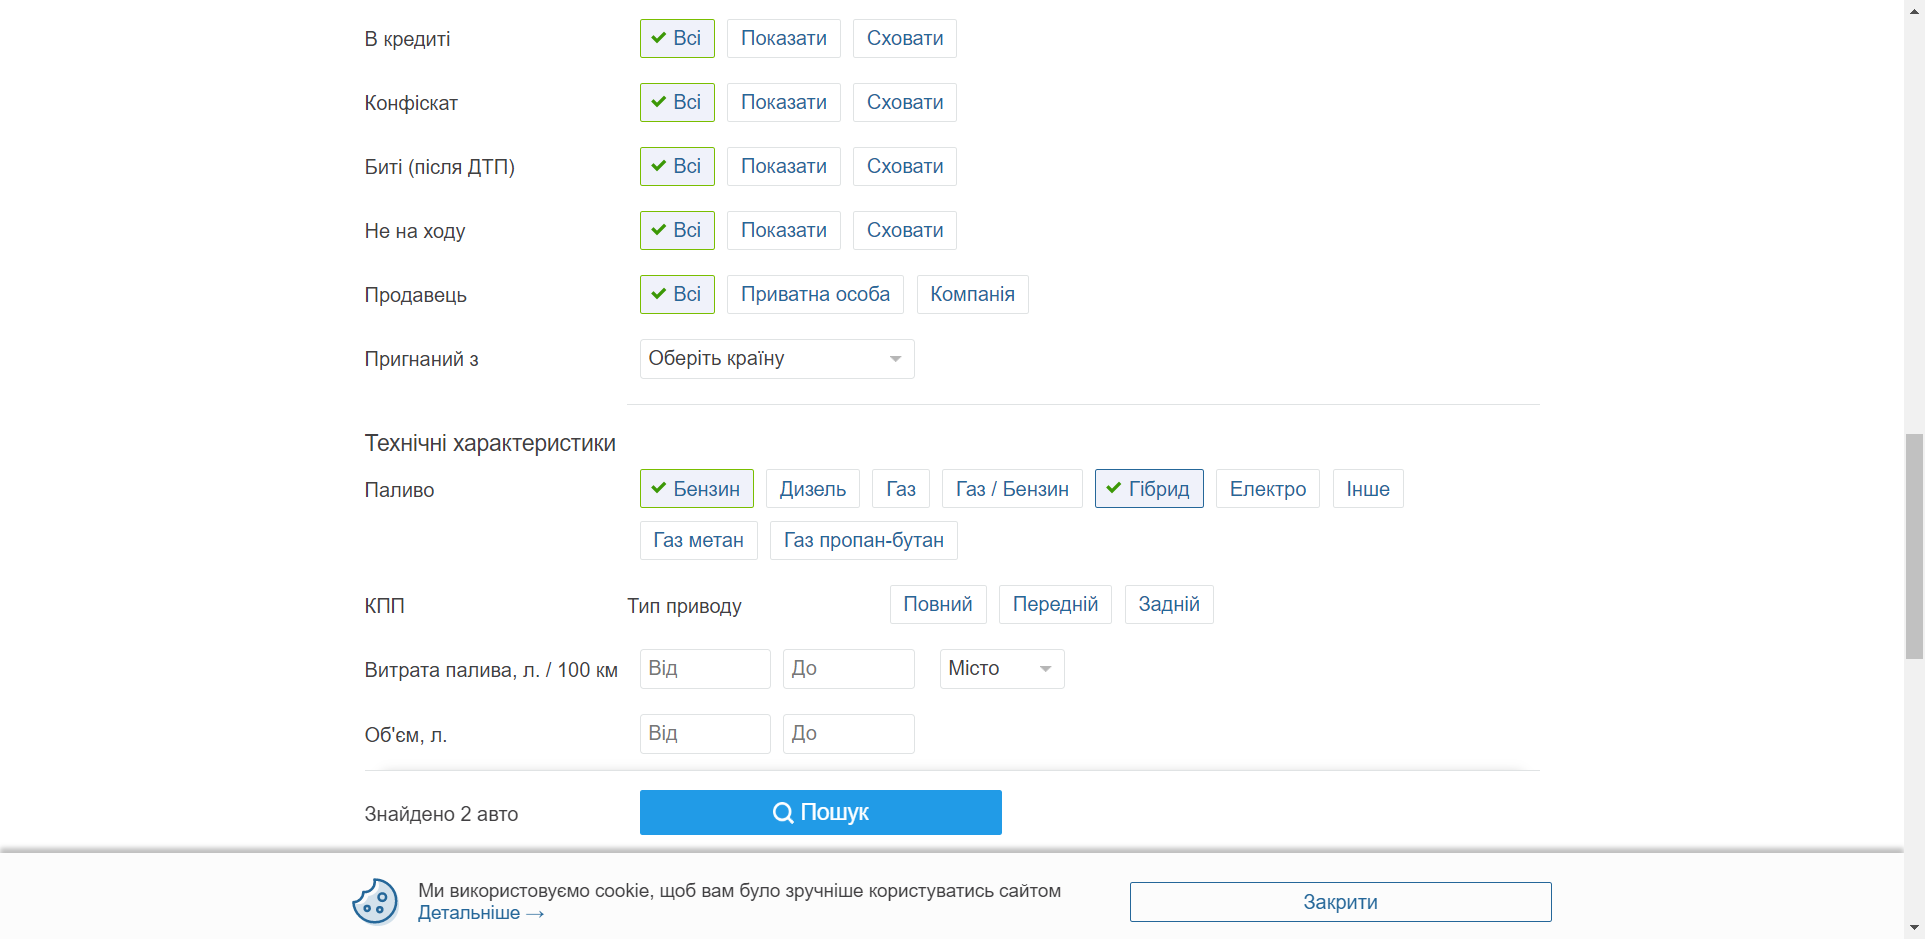 В кредиті Всі Показати Сховати
Конфіскат Всі Показати Сховати
Биті (після ДТП) Всі Показати Сховати
Не на ходу Всі Показати Сховати
Продавець Всі Приватна особа Компанія
Пригнаний з Оберіть країну
Технічні характеристики
Паливо Бензин Дизель Газ Газ / Бензин Гібрид Електро Інше
Газ метан Газ пропан-бутан
КПП Тип приводу Повний Передній Задній
Витрата палива, л. / 100 км Від До Місто
Об'єм, л. Від До
Знайдено 2 авто Пошук
Ми використовуємо cookie, щоб вам було зручніше користуватись сайтом
Детальніше →
Закрити